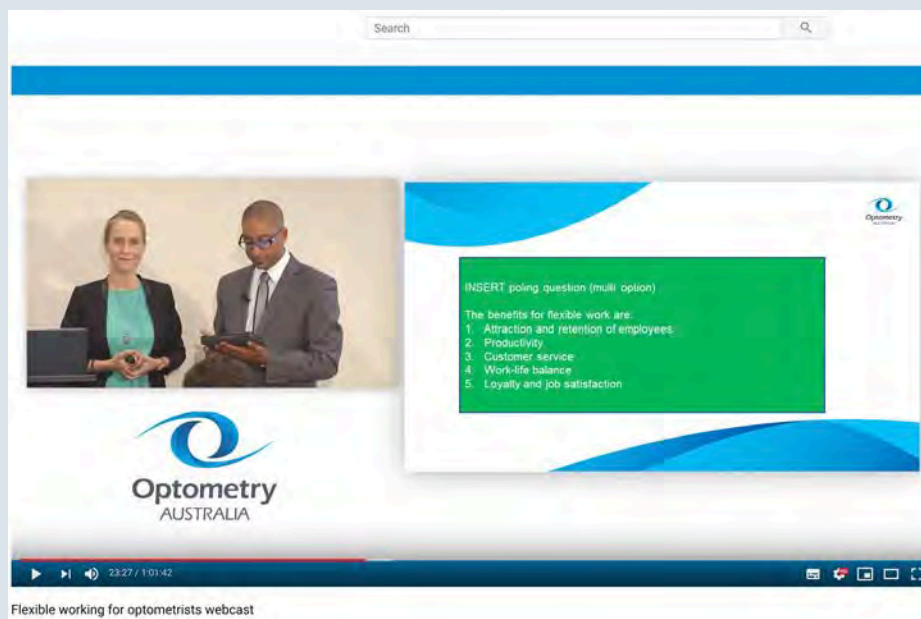 Search
Optometry
AUSTRALIA
INSERT poling question (multi option)
The benefits for flexible work are:
1. Attraction and retention of employees
2. Productivity
3. Customer service
4. Work-life balance
5. Loyalty and job satisfaction
Optometry
AUSTRALIA
23:27 / 1:01:42
Flexible working for optometrists webcast